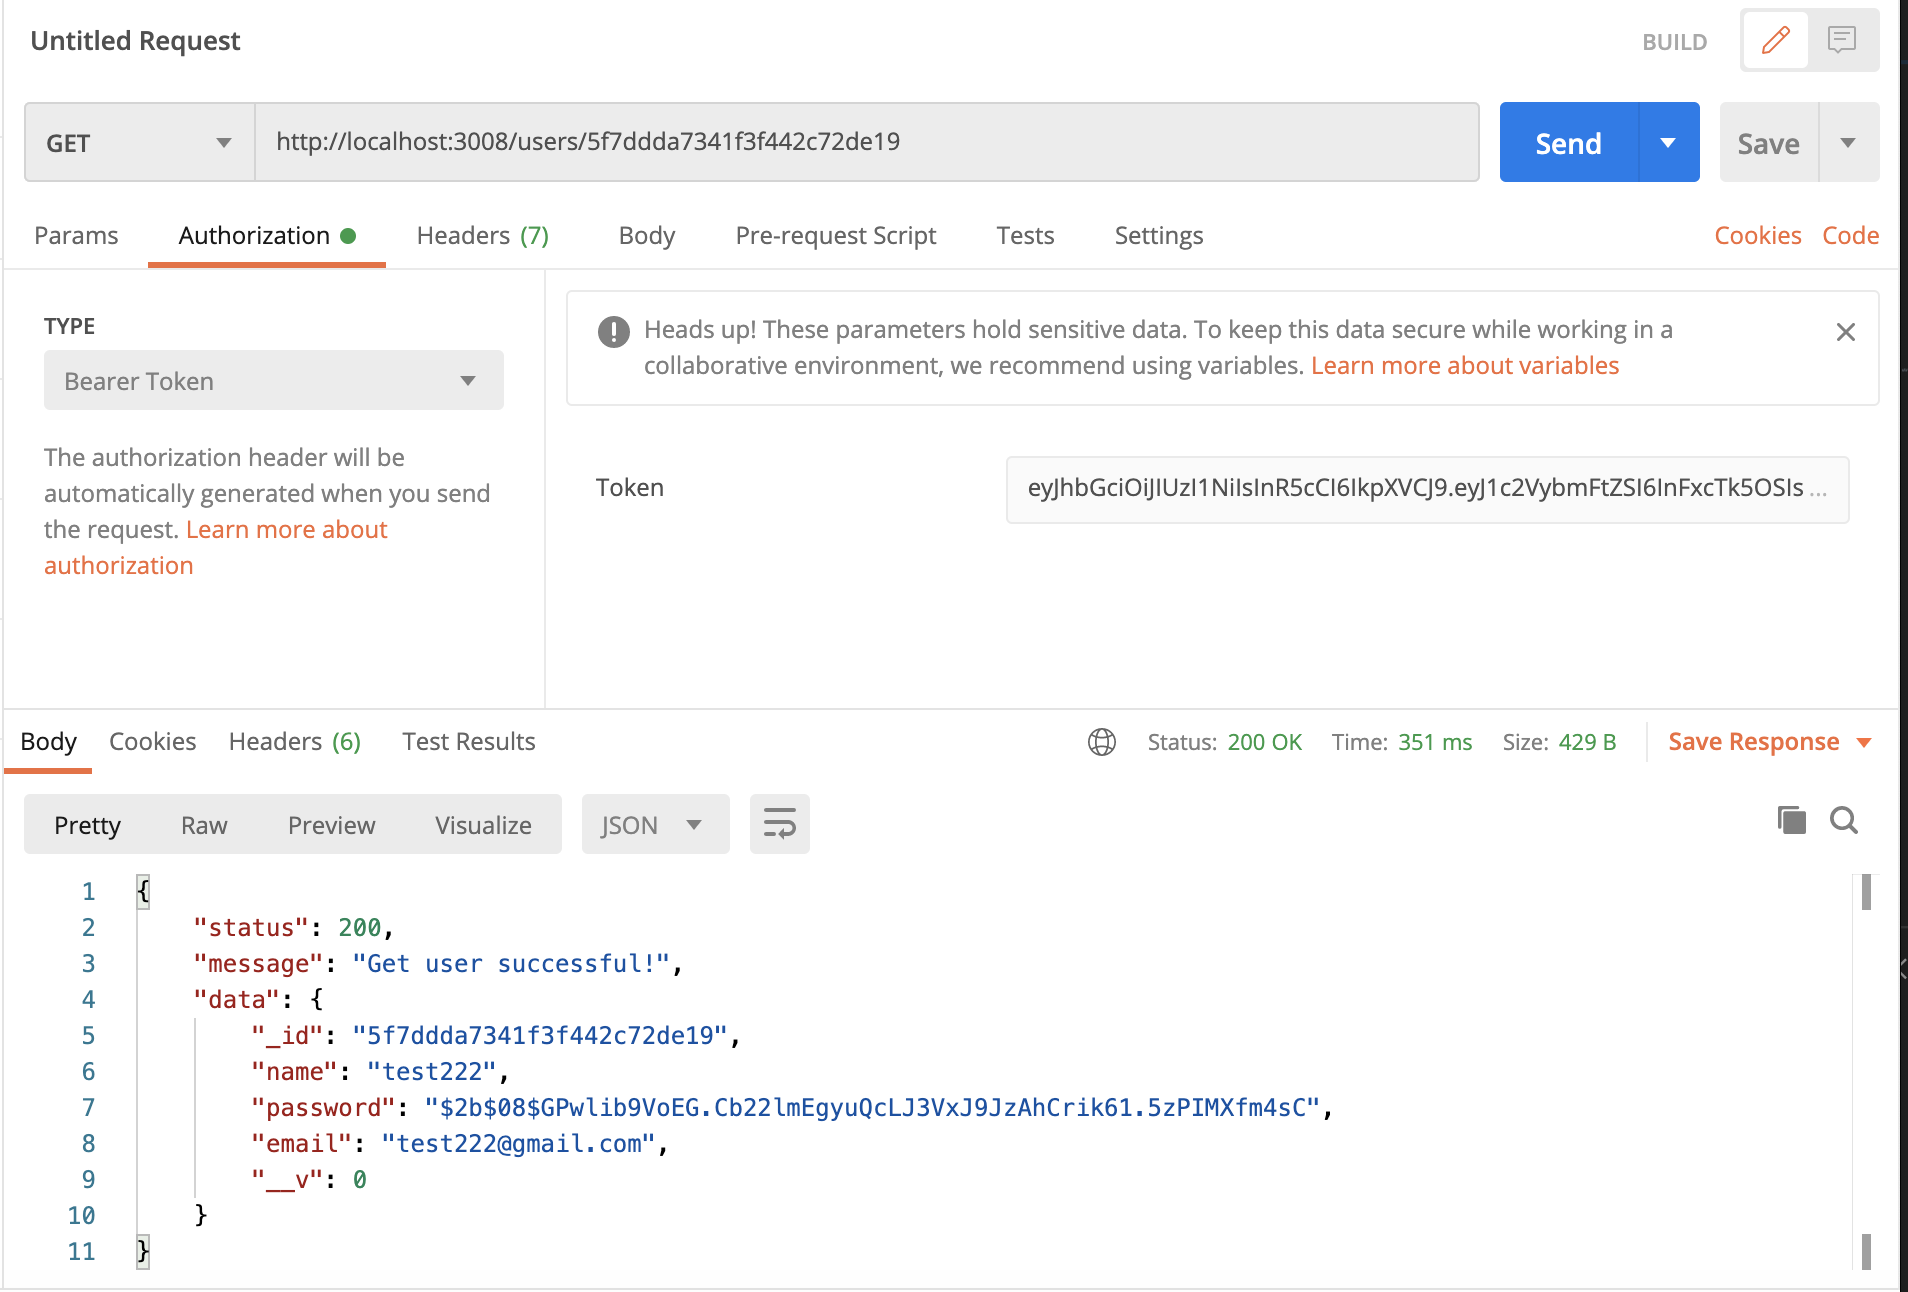 Untitled Request
BUILD
GET
http://localhost:3008/users/5f7ddda7341f3f442c72de19
Send
Save
Params
Authorization
Headers (7)
Body
Pre-request Script
Tests
Settings
Cookies
Code
TYPE
Bearer Token
The authorization header will be
automatically generated when you send
the request. Learn more about
authorization
Heads up! These parameters hold sensitive data. To keep this data secure while working in a
collaborative environment, we recommend using variables. Learn more about variables
Token
eyJhbGciOiJIUzI1NiIsInR5cCI6IkpXVCJ9.eyJ1c2VybmFtZSI6InFxcTk5OSIs ...
Body
Cookies
Headers (6)
Test Results
Status: 200 OK
Time: 351 ms
Size: 429 B
Save Response
Pretty
Raw
Preview
Visualize
JSON
1 {
2 "status": 200,
3 "message": "Get user successful!",
4 "data": {
5 "_id": "5f7ddda7341f3f442c72de19",
6 "name": "test222",
7 "password": "$2b$08$GPwlib9VoEG.Cb22lmEgyuQcLJ3VxJ9JzAhCrik61.5zPIMXfm4sC",
8 "email": "test222@gmail.com",
9 "__v": 0
10 }
11 }